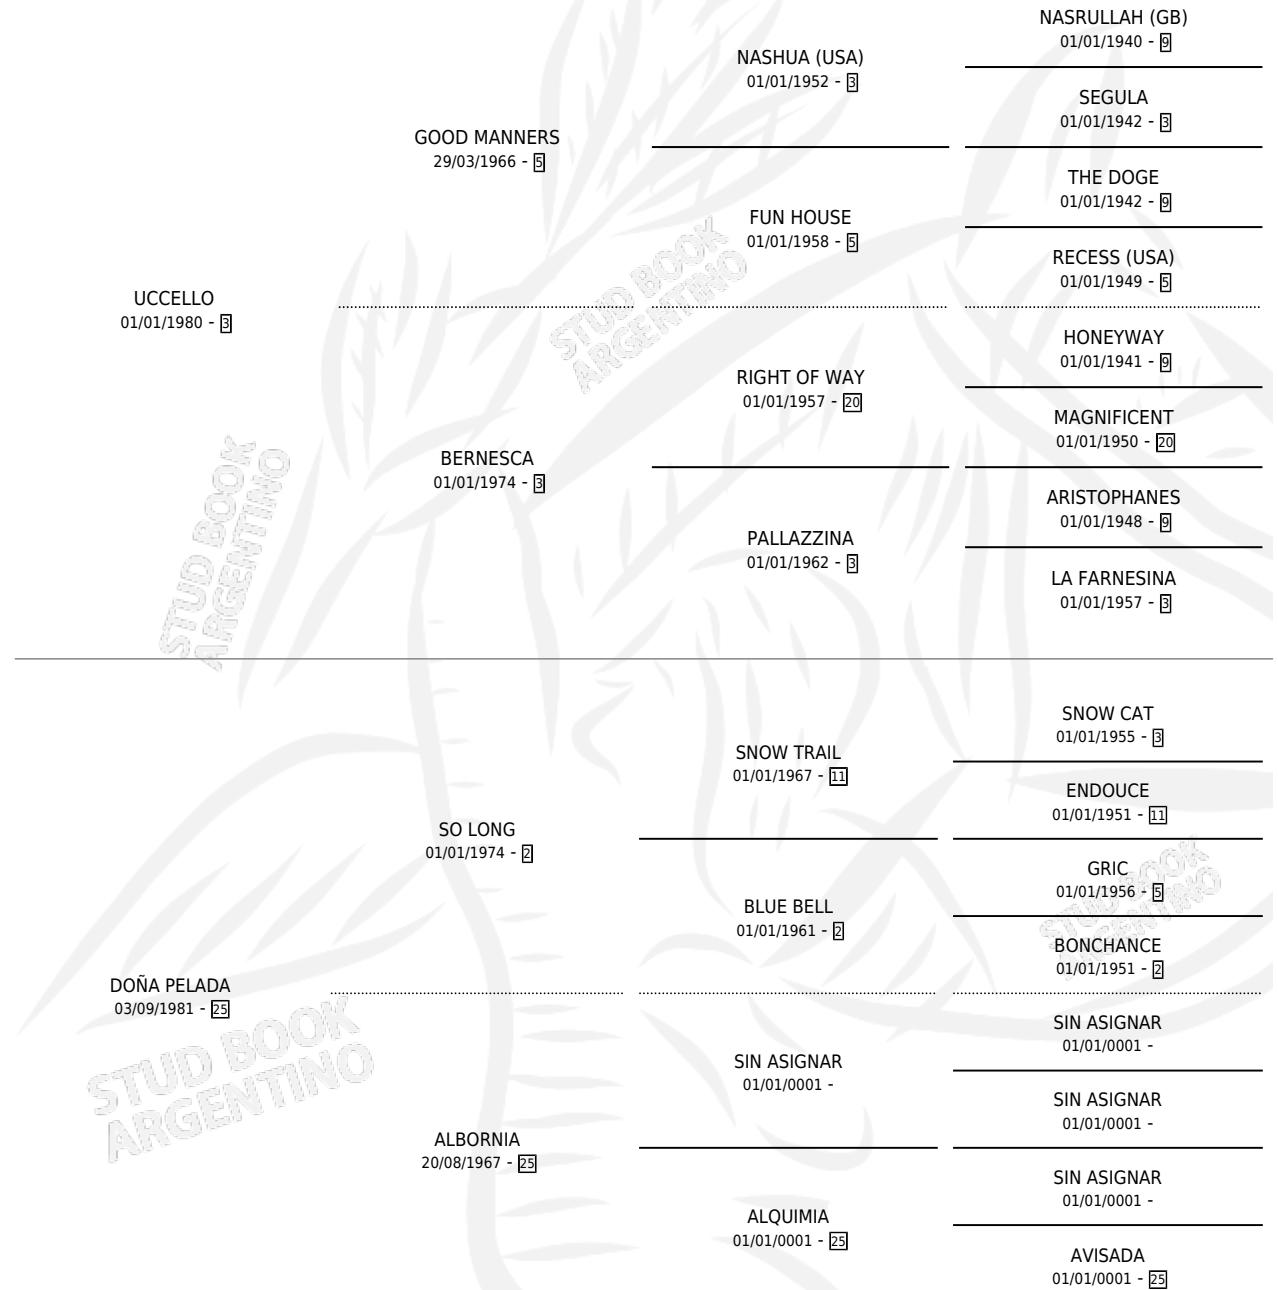 UCCELLO
01/01/1980 - 3
GOOD MANNERS
29/03/1966 - 5
BERNESCA
01/01/1974 - 3
NASHUA (USA)
01/01/1952 - 3
FUN HOUSE
01/01/1958 - 5
RIGHT OF WAY
01/01/1957 - 20
PALLAZZINA
01/01/1962 - 3
NASRULLAH (GB)
01/01/1940 - 9
SEGULA
01/01/1942 - 3
THE DOGE
01/01/1942 - 9
RECESS (USA)
01/01/1949 - 5
HONEYWAY
01/01/1941 - 9
MAGNIFICENT
01/01/1950 - 20
ARISTOPHANES
01/01/1948 - 9
LA FARNESINA
01/01/1957 - 3
STUD BOOK
ARGENTINO
STUD BOOK
ARGENTINO
DOÑA PELADA
03/09/1981 - 25
SO LONG
01/01/1974 - 2
ALBORNIA
20/08/1967 - 25
SNOW TRAIL
01/01/1967 - 11
BLUE BELL
01/01/1961 - 2
SIN ASIGNAR
01/01/0001 -
ALQUIMIA
01/01/0001 - 25
SNOW CAT
01/01/1955 - 3
ENDOUCE
01/01/1951 - 11
GRIC
01/01/1956 - 5
BONCHANCE
01/01/1951 - 2
SIN ASIGNAR
01/01/0001 -
SIN ASIGNAR
01/01/0001 -
SIN ASIGNAR
01/01/0001 -
AVISADA
01/01/0001 - 25
STUD BOOK
ARGENTINO
STUD BOOK
ARGENTINO